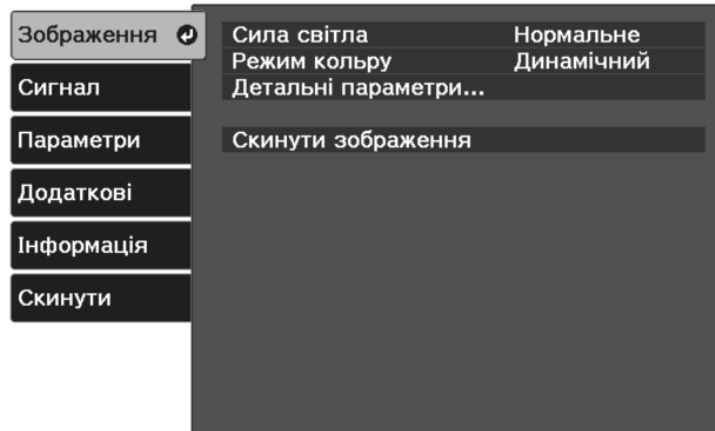 Зображення
Сигнал
Параметри
Додаткові
Інформація
Скинути
Сила світла Нормальне
Режим кольру Динамічний
Детальні параметри...
Скинути зображення